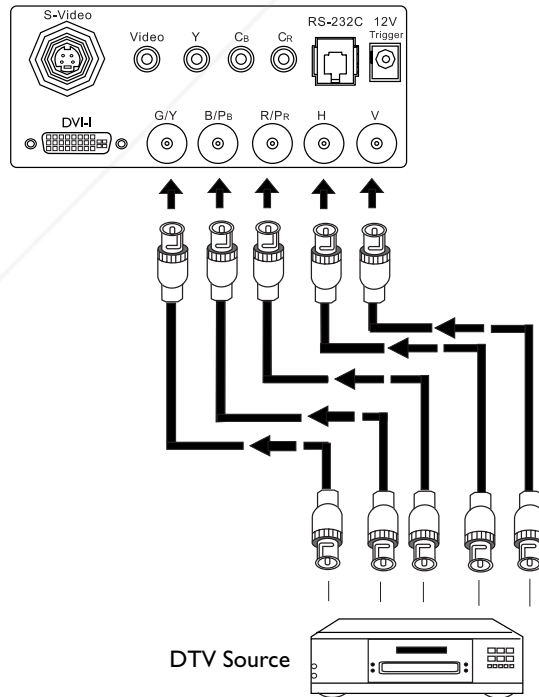 S-Video
Video Y CB CR RS-232C 12V
Trigger
DVI-I
G/Y B/PB R/PR H V
DTV Source